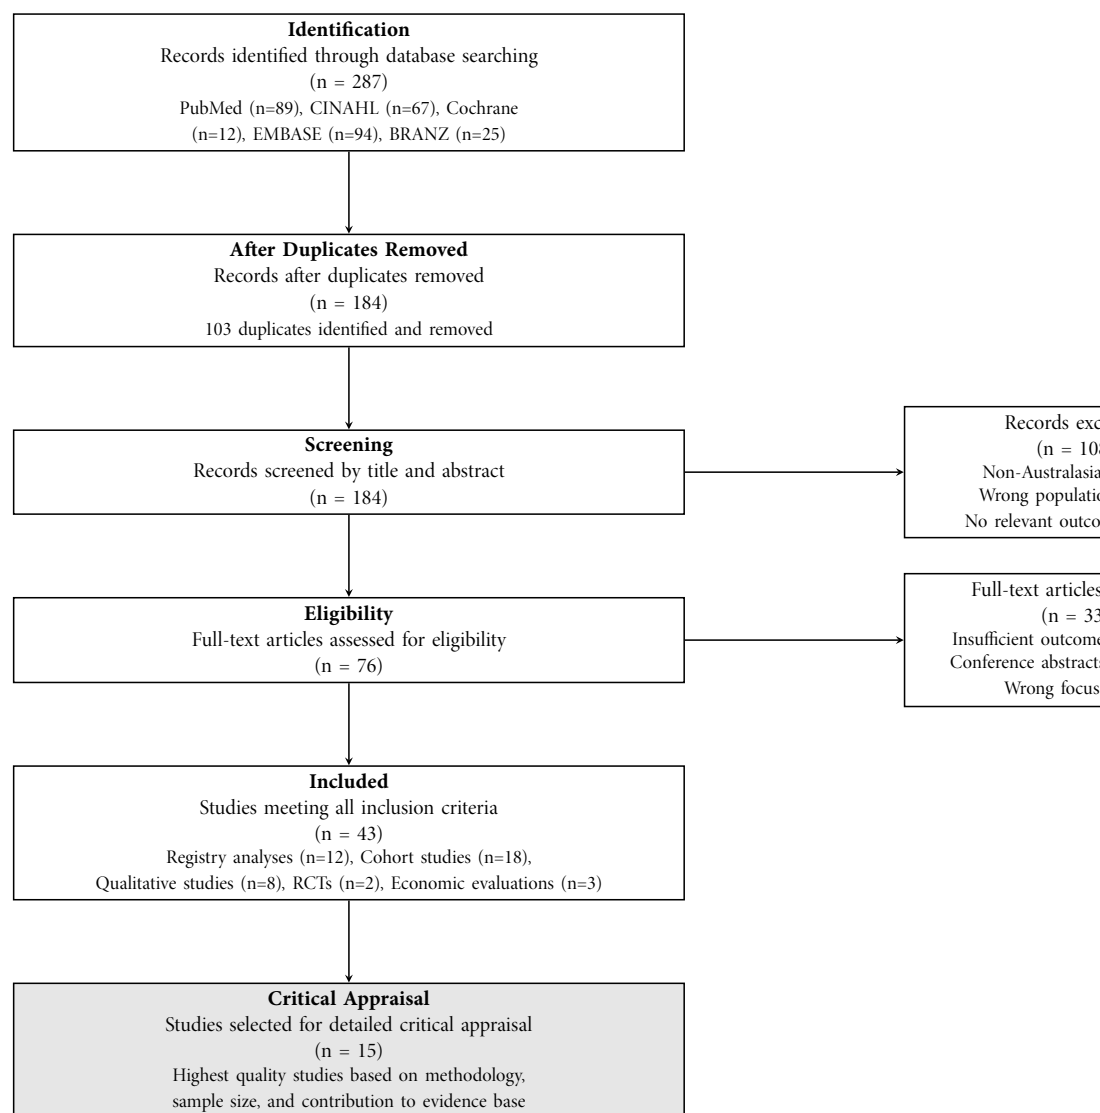 Identification
Records identified through database searching
(n = 287)
PubMed (n=89), CINAHL (n=67), Cochrane
(n=12), EMBASE (n=94), BRANZ (n=25)
After Duplicates Removed
Records after duplicates removed
(n = 184)
103 duplicates identified and removed
Screening
Records screened by title and abstract
(n = 184)
Records exc
(n = 108
Non-Australasia
Wrong populatio
No relevant outco
Eligibility
Full-text articles assessed for eligibility
(n = 76)
Full-text articles
(n = 33
Insufficient outcome
Conference abstracts
Wrong focus
Included
Studies meeting all inclusion criteria
(n = 43)
Registry analyses (n=12), Cohort studies (n=18),
Qualitative studies (n=8), RCTs (n=2), Economic evaluations (n=3)
Critical Appraisal
Studies selected for detailed critical appraisal
(n = 15)
Highest quality studies based on methodology,
sample size, and contribution to evidence base